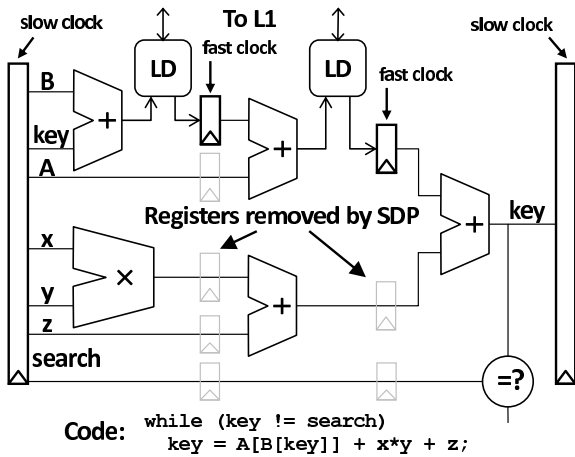 slow clock
To L1
slow clock
fast clock
LD
LD
fast clock
B
+
key
+
A
Registers removed by SDP
+
key
x
×
y
+
z
search
=?
Code: while (key != search)
key = A[B[key]] + x*y + z;